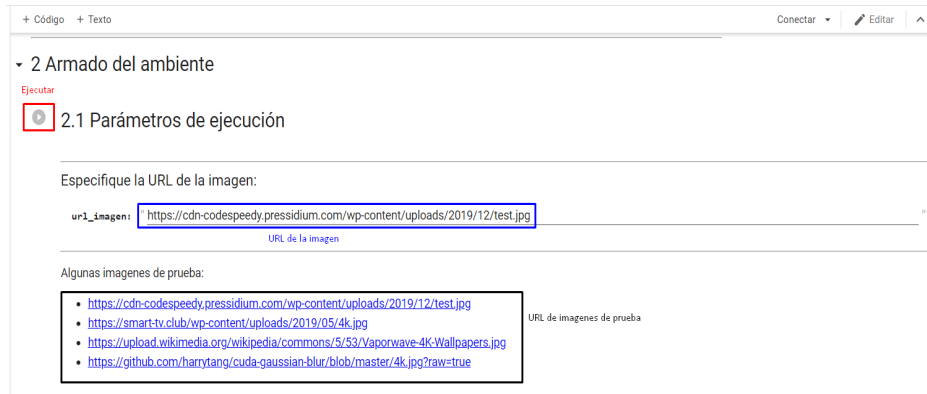 + Código + Texto Conectar Editar
2 Armado del ambiente
Ejecutar
2.1 Parámetros de ejecución
Especifique la URL de la imagen:
url_imagen: "https://cdn-codespeedy.pressidium.com/wp-content/uploads/2019/12/test.jpg "
URL de la imagen
Algunas imagenes de prueba:
• https://cdn-codespeedy.pressidium.com/wp-content/uploads/2019/12/test.jpg
• https://smart-tv.club/wp-content/uploads/2019/05/4k.jpg
URL de imagenes de prueba
• https://upload.wikimedia.org/wikipedia/commons/5/53/Vaporwave-4K-Wallpapers.jpg
• https://github.com/harrytang/cuda-gaussian-blur/blob/master/4k.jpg?raw=true